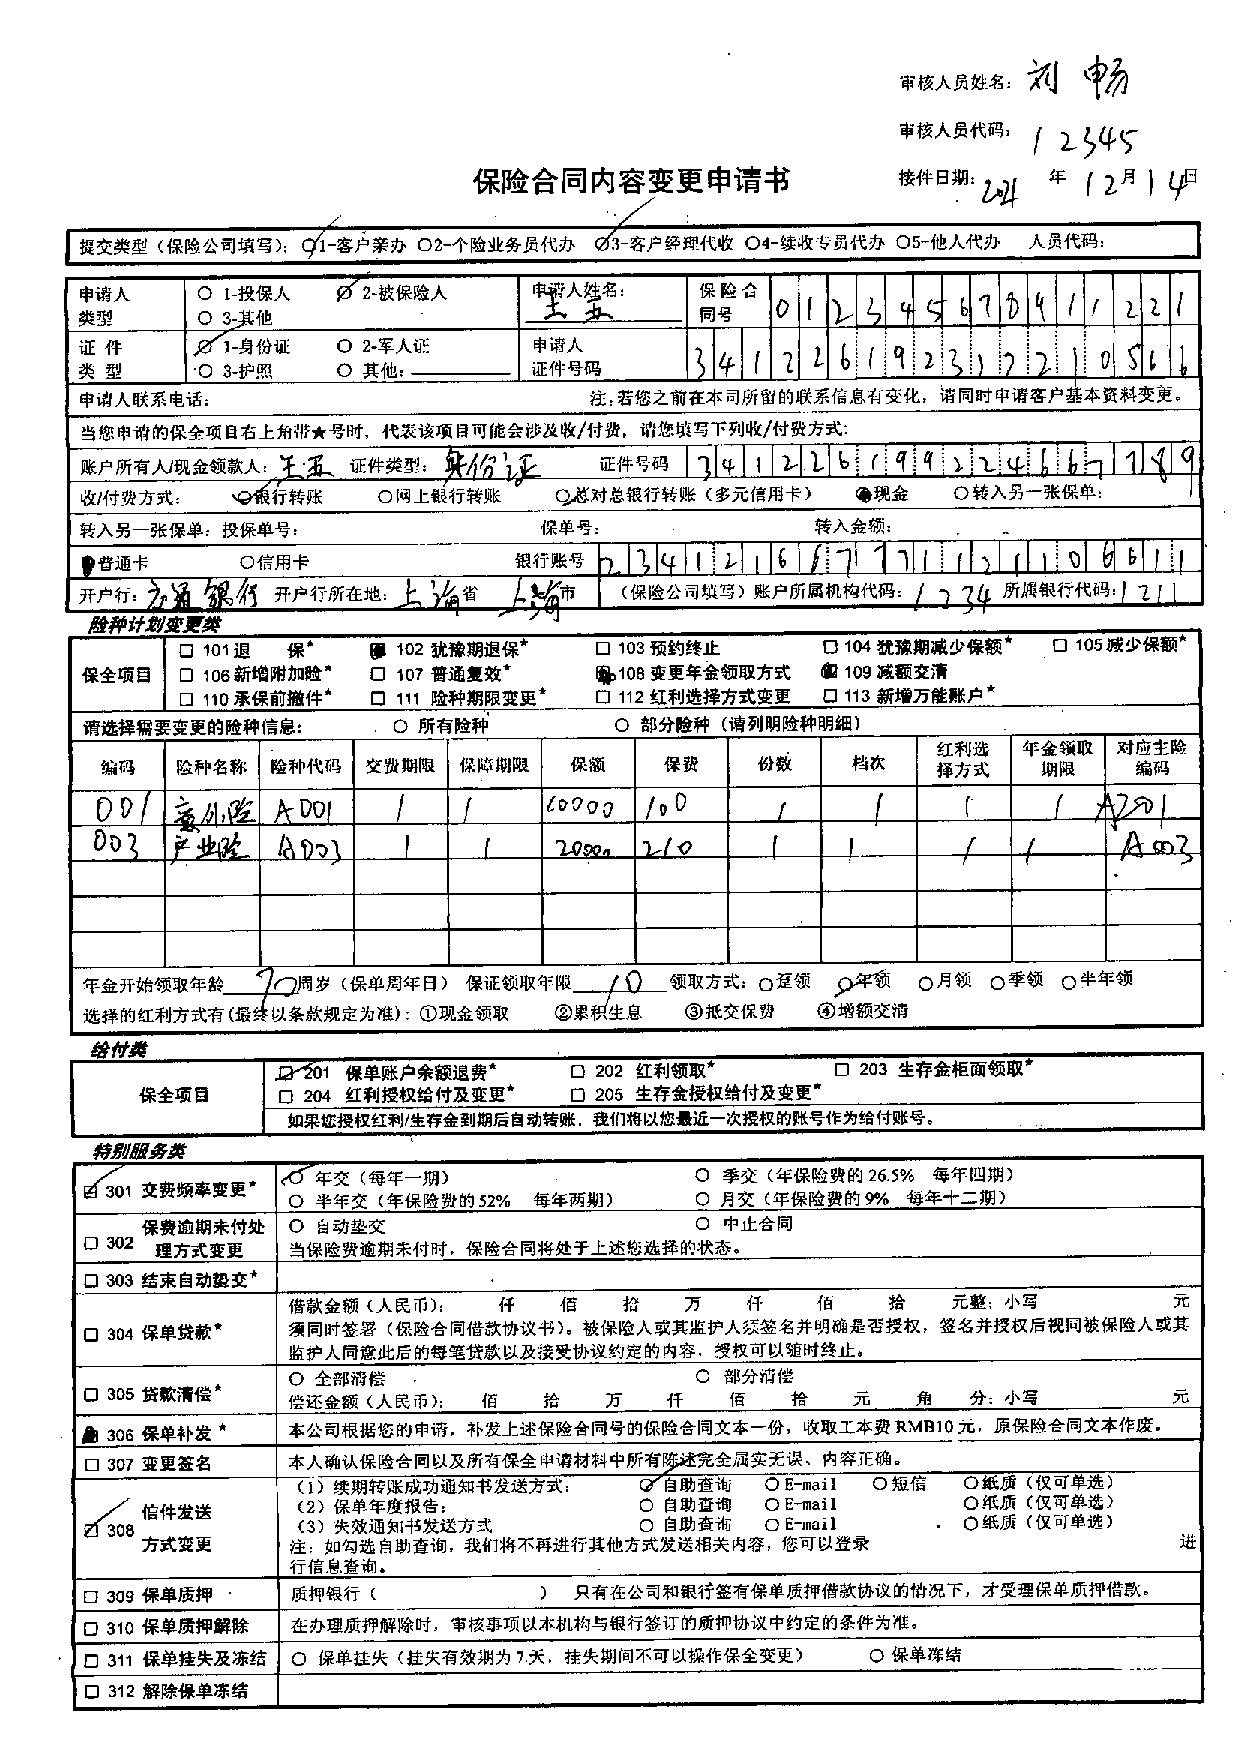 审核人员姓名：刘畅
审核人员代码：12345
保险合同内容变更申请书 接件日期：2021年12月14日
提交类型（保险公司填写）：○1-客户亲办 ○2-个险业务员代办 ○3-客户经理代收 ○4-续收专员代办 ○5-他人代办 人员代码：
申请人类型 ○ 1-投保人 ○ 2-被保险人 ○ 3-其他 申请人姓名：王五 保险合同号
证件类型 ○ 1-身份证 ○ 2-军人证 ○ 3-护照 ○ 其他： 申请人证件号码
申请人联系电话： 注：若您之前在本司所留的联系信息有变化，请同时申请客户基本资料变更。
当您申请的保全项目右上角带★号时，代表该项目可能会涉及收/付费，请您填写下列收/付费方式：
账户所有人/现金领款人：王五 证件类型：身份证 证件号码 341226199224667789
收/付费方式： ○银行转账 ○网上银行转账 ○总对总银行转账（多元信用卡） ●现金 ○转入另一张保单：
转入另一张保单：投保单号： 保单号： 转入金额：
●普通卡 ○信用卡 银行账号
开户行：交通银行 开户行所在地：上海省 上海市 （保险公司填写）账户所属机构代码：1234 所属银行代码：1211
险种计划变更类
保全项目
□ 101退 保* ■ 102 犹豫期退保* □ 103 预约终止 □ 104 犹豫期减少保额* □ 105减少保额*
□ 106新增附加险* □ 107 普通复效* ■ 108 变更年金领取方式 ■ 109 减额交清
□ 110 承保前撤件* □ 111 险种期限变更* □ 112 红利选择方式变更 □ 113 新增万能账户*
请选择需要变更的险种信息： ○ 所有险种 ○ 部分险种（请列明险种明细）
编码 险种名称 险种代码 交费期限 保障期限 保额 保费 份数 档次 红利选择方式 年金领取期限 对应主险编码
001 意外险 A001 1 1 10000 100 1 1 1 1 A2001
003 产业险 A003 1 1 20000 210 1 1 1 1 A003
年金开始领取年龄 70 周岁（保单周年日） 保证领取年限 10 领取方式：○趸领 ○年领 ○月领 ○季领 ○半年领
选择的红利方式有（最终以条款规定为准）：①现金领取 ②累积生息 ③抵交保费 ④增额交清
给付类
保全项目
☑ 201 保单账户余额退费* □ 202 红利领取* □ 203 生存金柜面领取*
□ 204 红利授权给付及变更* □ 205 生存金授权给付及变更*
如果您授权红利/生存金到期后自动转账，我们将以您最近一次授权的账号作为给付账号。
特别服务类
☑ 301 交费频率变更* ○ 年交（每年一期） ○ 季交（年保险费的26.5% 每年四期）
○ 半年交（年保险费的52% 每年两期） ○ 月交（年保险费的9% 每年十二期）
□ 302 保费逾期未付处理方式变更 ○ 自动垫交 ○ 中止合同
当保险费逾期未付时，保险合同将处于上述您选择的状态。
□ 303 结束自动垫交*
□ 304 保单贷款* 借款金额（人民币）： 仟 佰 拾 万 仟 佰 拾 元整；小写 元
须同时签署（保险合同借款协议书）。被保险人或其监护人须签名并明确是否授权，签名并授权后视同被保险人或其
监护人同意此后的每笔贷款以及接受协议约定的内容，授权可以随时终止。
□ 305 贷款清偿* ○ 全部清偿 ○ 部分清偿
偿还金额（人民币）： 佰 拾 万 仟 佰 拾 元 角 分：小写 元
■ 306 保单补发* 本公司根据您的申请，补发上述保险合同号的保险合同文本一份，收取工本费RMB10元，原保险合同文本作废。
□ 307 变更签名 本人确认保险合同以及所有保全申请材料中所有陈述完全属实无误、内容正确。
☑ 308 信件发送方式变更 （1）续期转账成功通知书发送方式： ○ 自助查询 ○ E-mail ○ 短信 ○纸质（仅可单选）
（2）保单年度报告： ○ 自助查询 ○ E-mail ○纸质（仅可单选）
（3）失效通知书发送方式 ○ 自助查询 ○ E-mail ○纸质（仅可单选）
注：如勾选自助查询，我们将不再进行其他方式发送相关内容，您可以登录 进
行信息查询。
□ 309 保单质押 质押银行（ ） 只有在公司和银行签有保单质押借款协议的情况下，才受理保单质押借款。
□ 310 保单质押解除 在办理质押解除时，审核事项以本机构与银行签订的质押协议中约定的条件为准。
□ 311 保单挂失及冻结 ○ 保单挂失（挂失有效期为7天，挂失期间不可以操作保全变更） ○ 保单冻结
□ 312 解除保单冻结